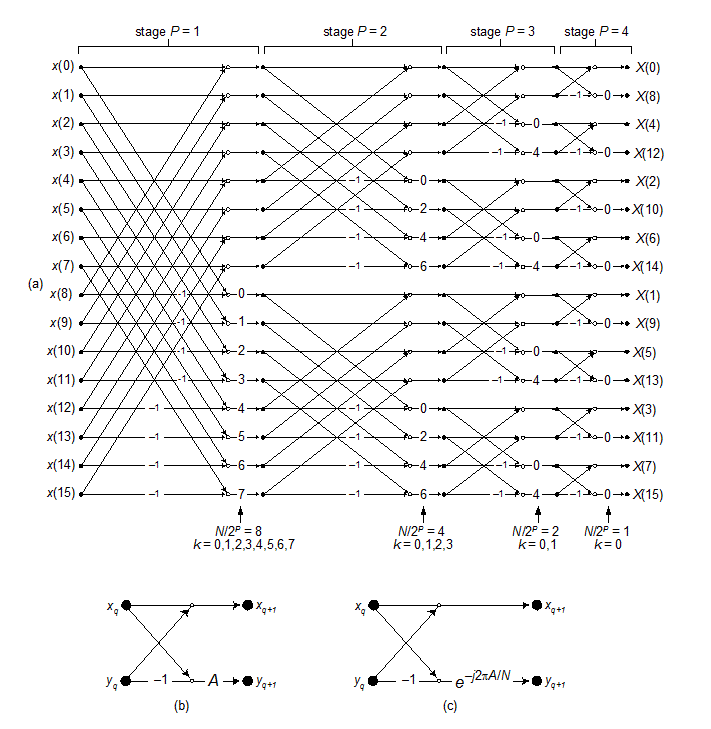 stage P = 1 stage P = 2 stage P = 3 stage P = 4
x(0) X(0)
x(1) –1 0 X(8)
x(2) –1 0 X(4)
x(3) –1 4 –1 0 X(12)
x(4) –1 0 X(2)
x(5) –1 2 –1 0 X(10)
x(6) –1 4 –1 0 X(6)
x(7) –1 6 –1 4 –1 0 X(14)
(a)
x(8) –1 0 X(1)
x(9) –1 1 –1 0 X(9)
x(10) –1 2 –1 0 X(5)
x(11) –1 3 –1 4 –1 0 X(13)
x(12) –1 4 –1 0 X(3)
x(13) –1 5 –1 2 –1 0 X(11)
x(14) –1 6 –1 4 –1 0 X(7)
x(15) –1 7 –1 6 –1 4 –1 0 X(15)
N/2^P = 8 N/2^P = 4 N/2^P = 2 N/2^P = 1
k = 0,1,2,3,4,5,6,7 k = 0,1,2,3 k = 0,1 k = 0
x_q x_q+1 x_q x_q+1
y_q –1 A y_q+1 y_q –1 e^–j2πA/N y_q+1
(b) (c)